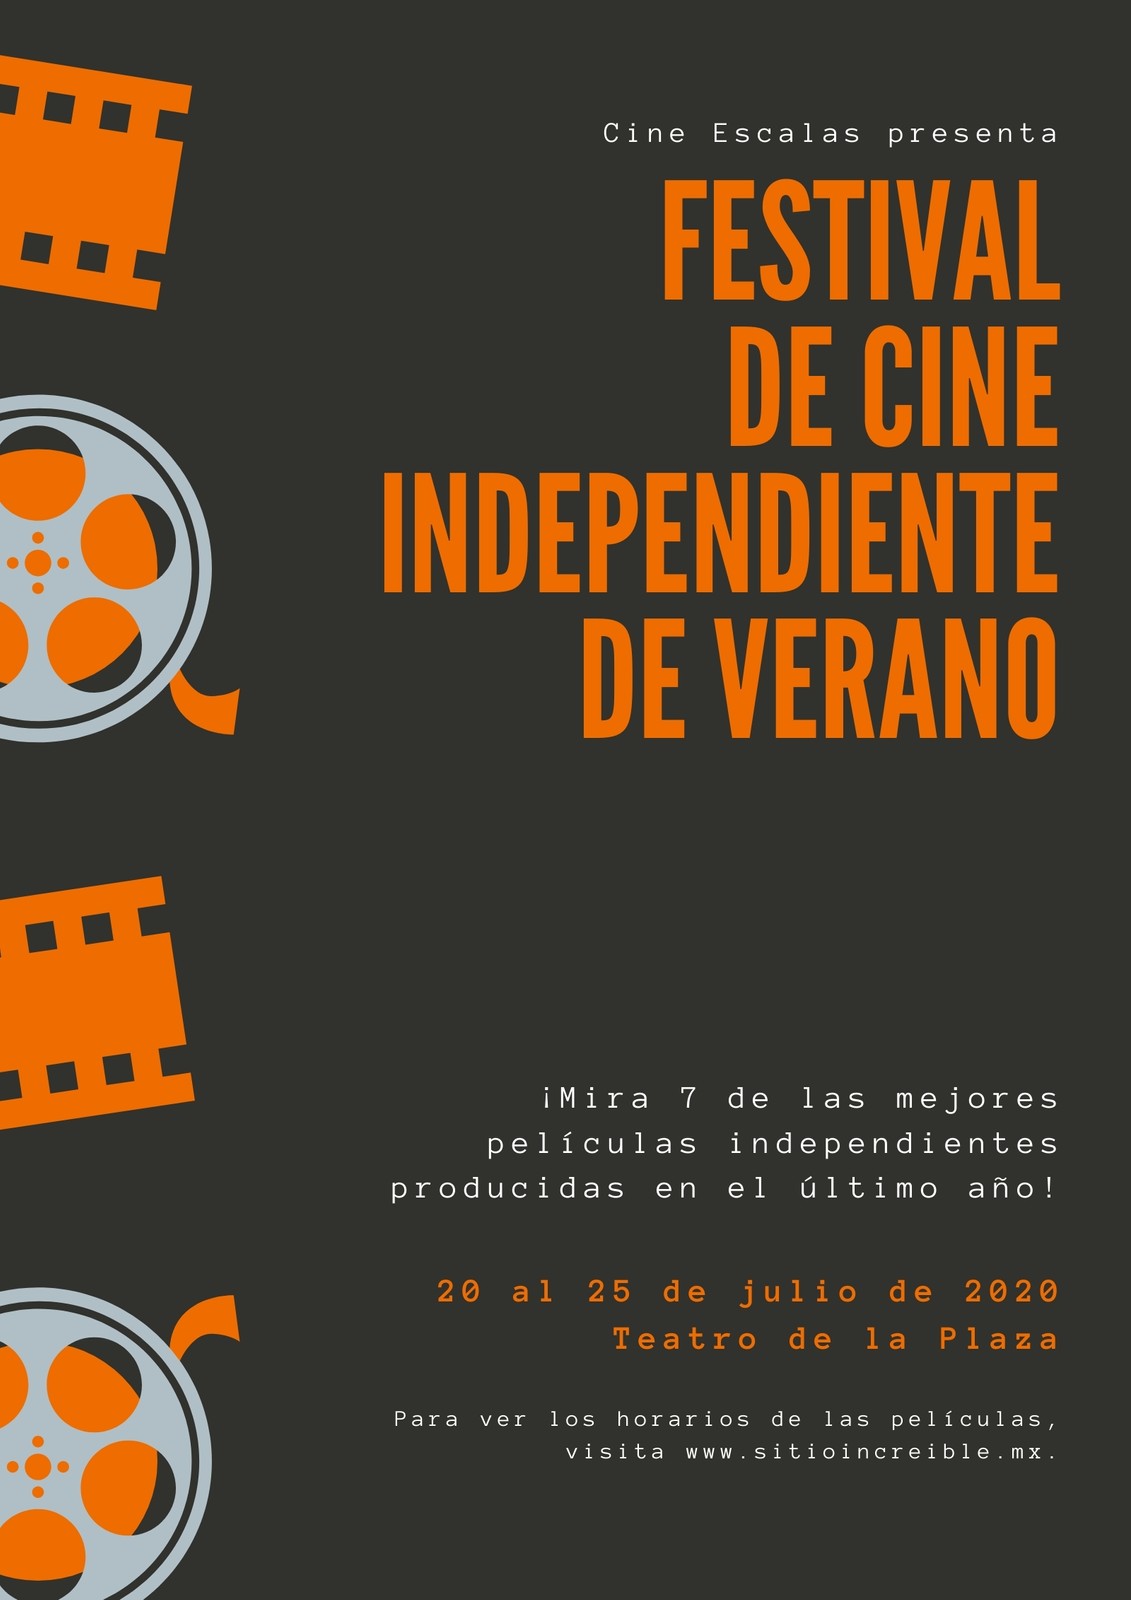 Cine Escalas presenta
FESTIVAL
DE CINE
INDEPENDIENTE
DE VERANO
¡Mira 7 de las mejores
películas independientes
producidas en el último año!
20 al 25 de julio de 2020
Teatro de la Plaza
Para ver los horarios de las películas,
visita www.sitioincreible.mx.